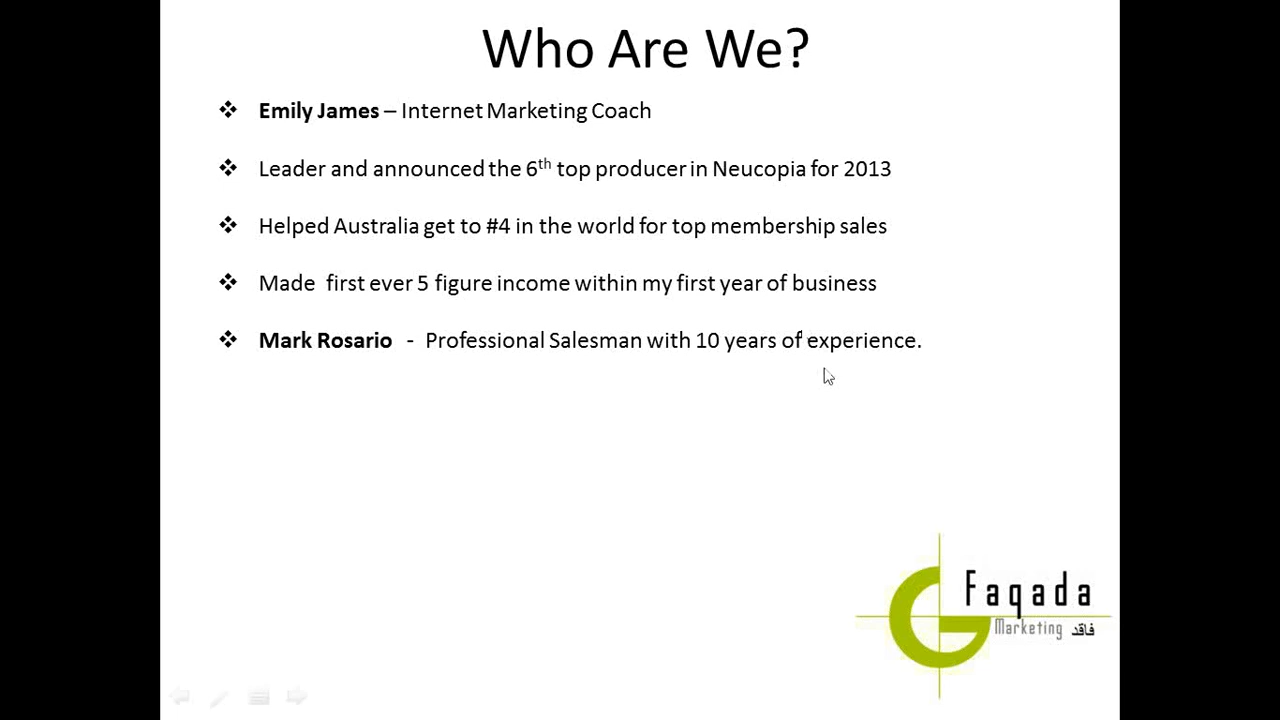 Who Are We?
❖ Emily James – Internet Marketing Coach
❖ Leader and announced the 6th top producer in Neucopia for 2013
❖ Helped Australia get to #4 in the world for top membership sales
❖ Made  first ever 5 figure income within my first year of business
❖ Mark Rosario  -  Professional Salesman with 10 years of experience.
Faqada
Marketing فاقد